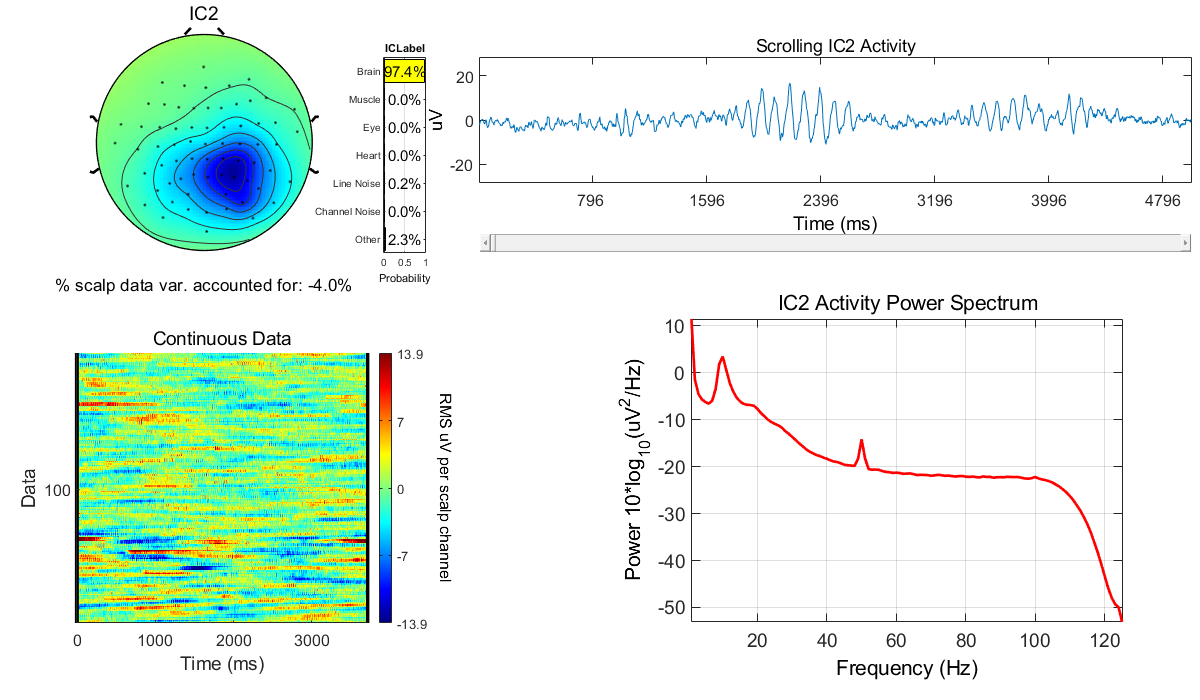 IC2
ICLabel
Brain 97.4%
Muscle 0.0%
Eye 0.0%
Heart 0.0%
Line Noise 0.2%
Channel Noise 0.0%
Other 2.3%
0 0.5 1
Probability
% scalp data var. accounted for: -4.0%
Scrolling IC2 Activity
uV
20
0
-20
796 1596 2396 3196 3996 4796
Time (ms)
Continuous Data
Data
100
0 1000 2000 3000
Time (ms)
13.9
7
0
-7
-13.9
RMS uV per scalp channel
IC2 Activity Power Spectrum
Power 10*log10(uV2/Hz)
10
0
-10
-20
-30
-40
-50
20 40 60 80 100 120
Frequency (Hz)